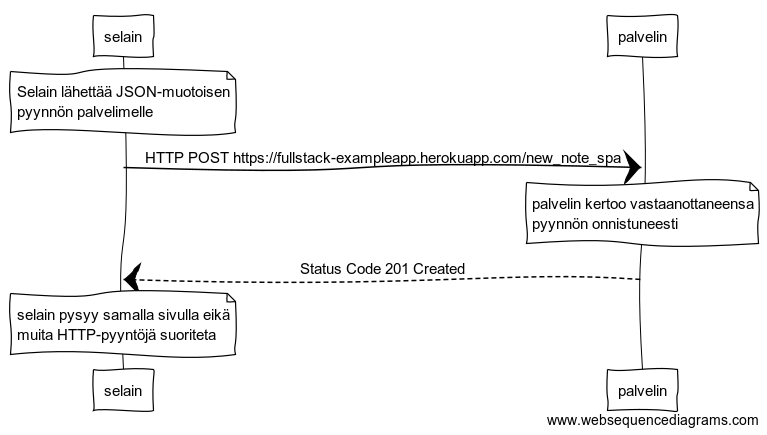 selain
palvelin
Selain lähettää JSON-muotoisen
pyynnön palvelimelle
HTTP POST https://fullstack-exampleapp.herokuapp.com/new_note_spa
palvelin kertoo vastaanottaneensa
pyynnön onnistuneesti
Status Code 201 Created
selain pysyy samalla sivulla eikä
muita HTTP-pyyntöjä suoriteta
selain
palvelin
www.websequencediagrams.com